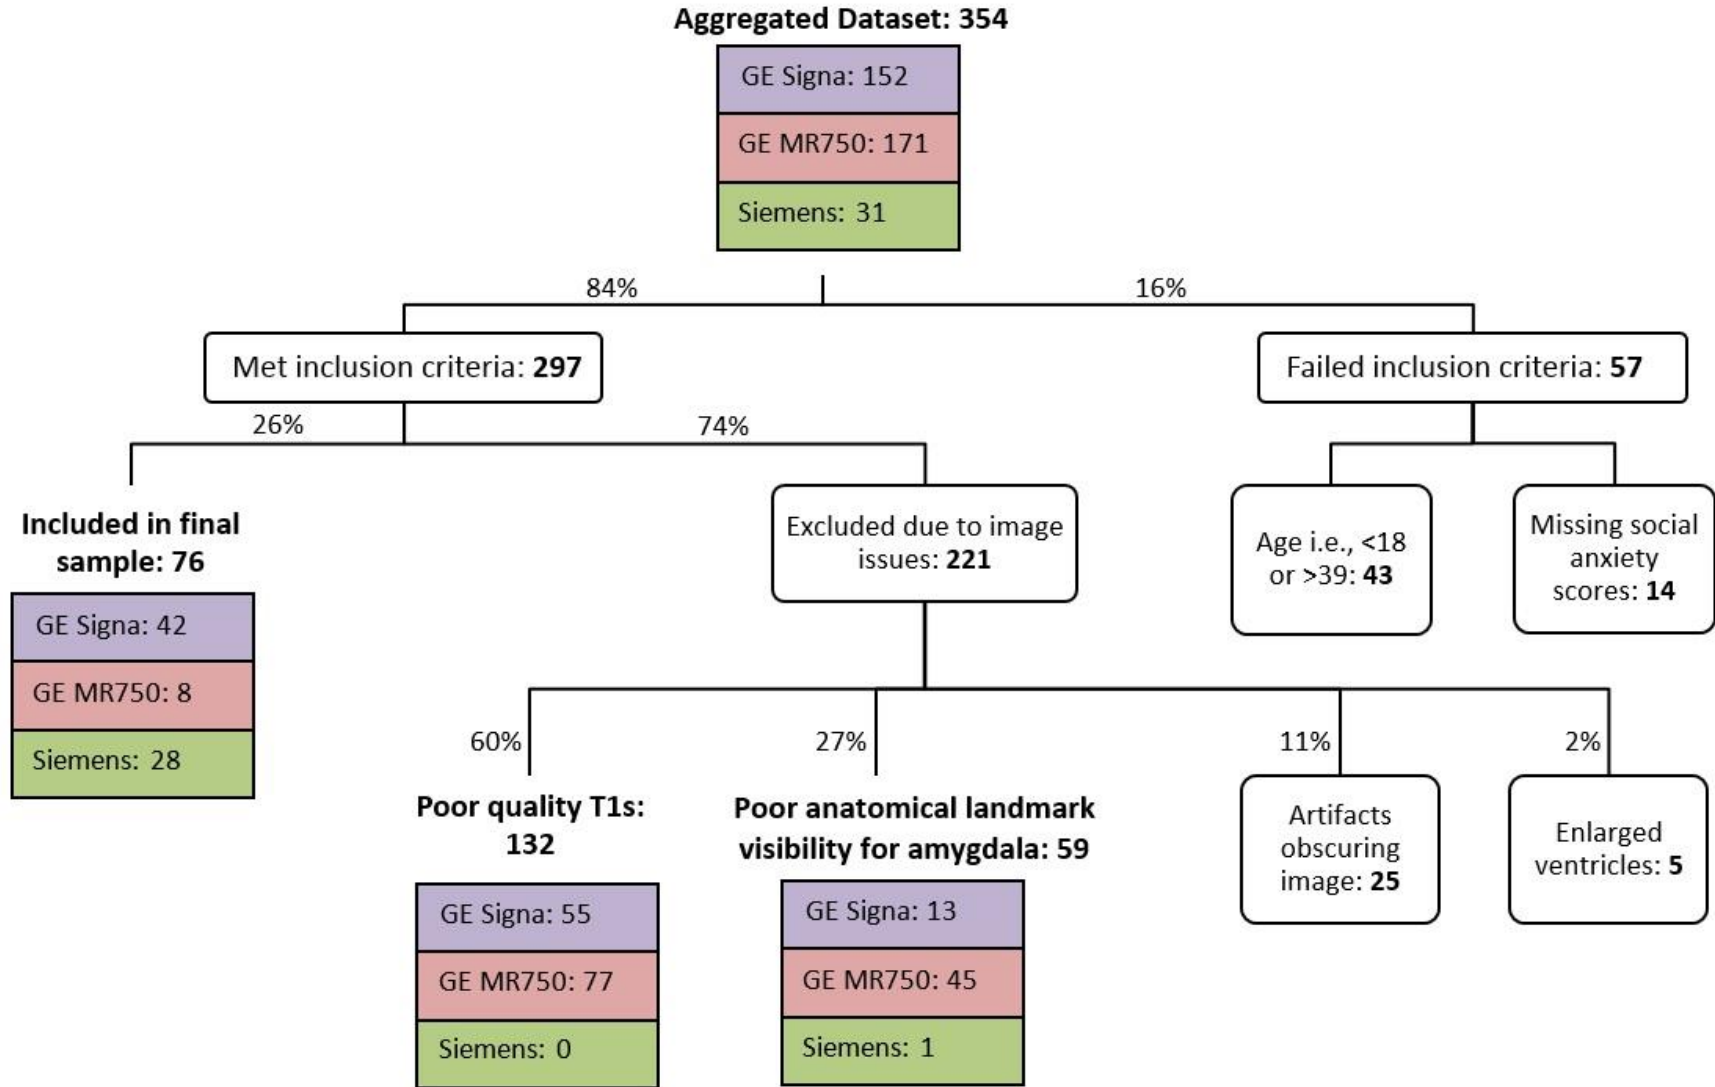 Aggregated Dataset: 354
GE Signa: 152
GE MR750: 171
Siemens: 31
84%
16%
Met inclusion criteria: 297
Failed inclusion criteria: 57
26%
74%
Included in final
sample: 76
GE Signa: 42
GE MR750: 8
Siemens: 28
Excluded due to image
issues: 221
Age i.e., <18
or >39: 43
Missing social
anxiety
scores: 14
60%
27%
11%
2%
Poor quality T1s:
132
GE Signa: 55
GE MR750: 77
Siemens: 0
Poor anatomical landmark
visibility for amygdala: 59
GE Signa: 13
GE MR750: 45
Siemens: 1
Artifacts
obscuring
image: 25
Enlarged
ventricles: 5